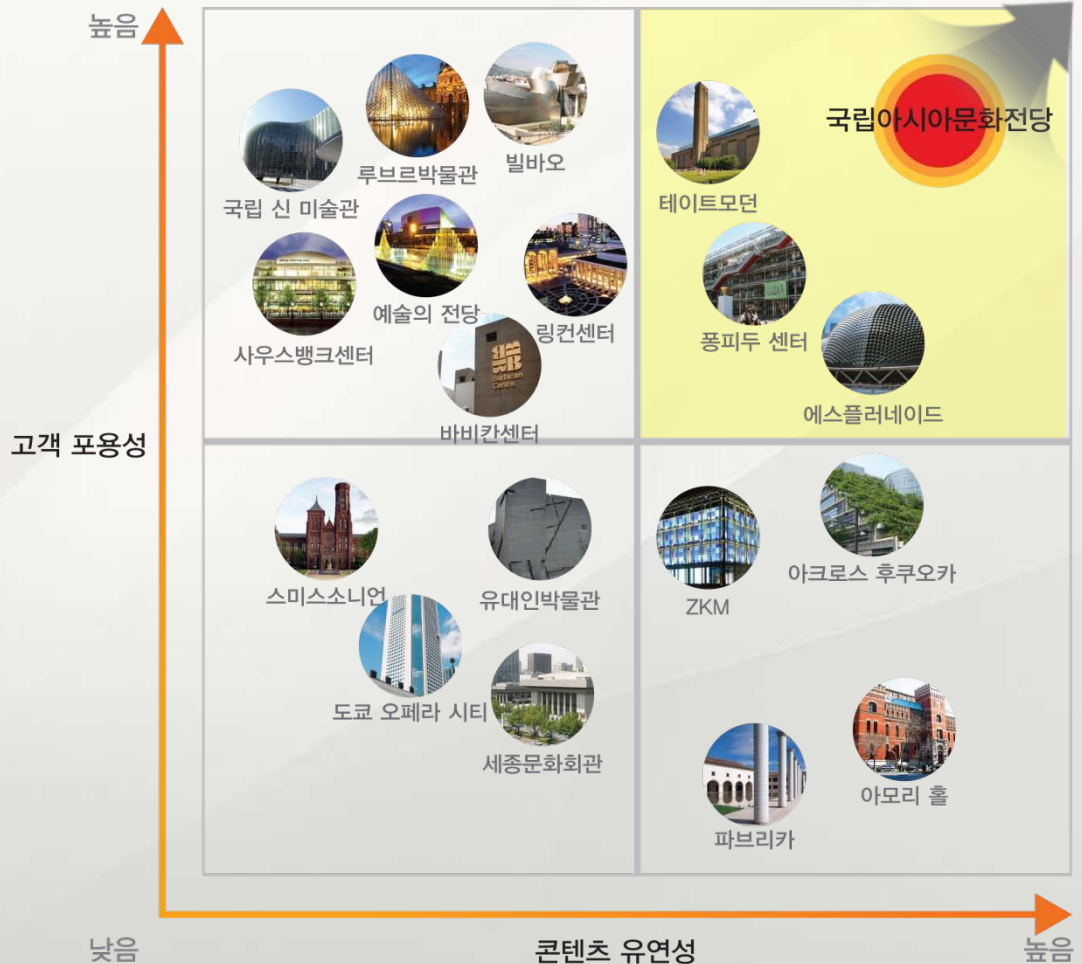 높음
빌바오
루브르박물관
국립 신 미술관
국립아시아문화전당
테이트모던
예술의 전당
링컨센터
사우스뱅크센터
퐁피두 센터
Barbican
Centre
에스플러네이드
바비칸센터
고객 포용성
스미스소니언
유대인박물관
ZKM
아크로스 후쿠오카
도쿄 오페라 시티
세종문화회관
아모리 홀
파브리카
낮음
콘텐츠 유연성
높음